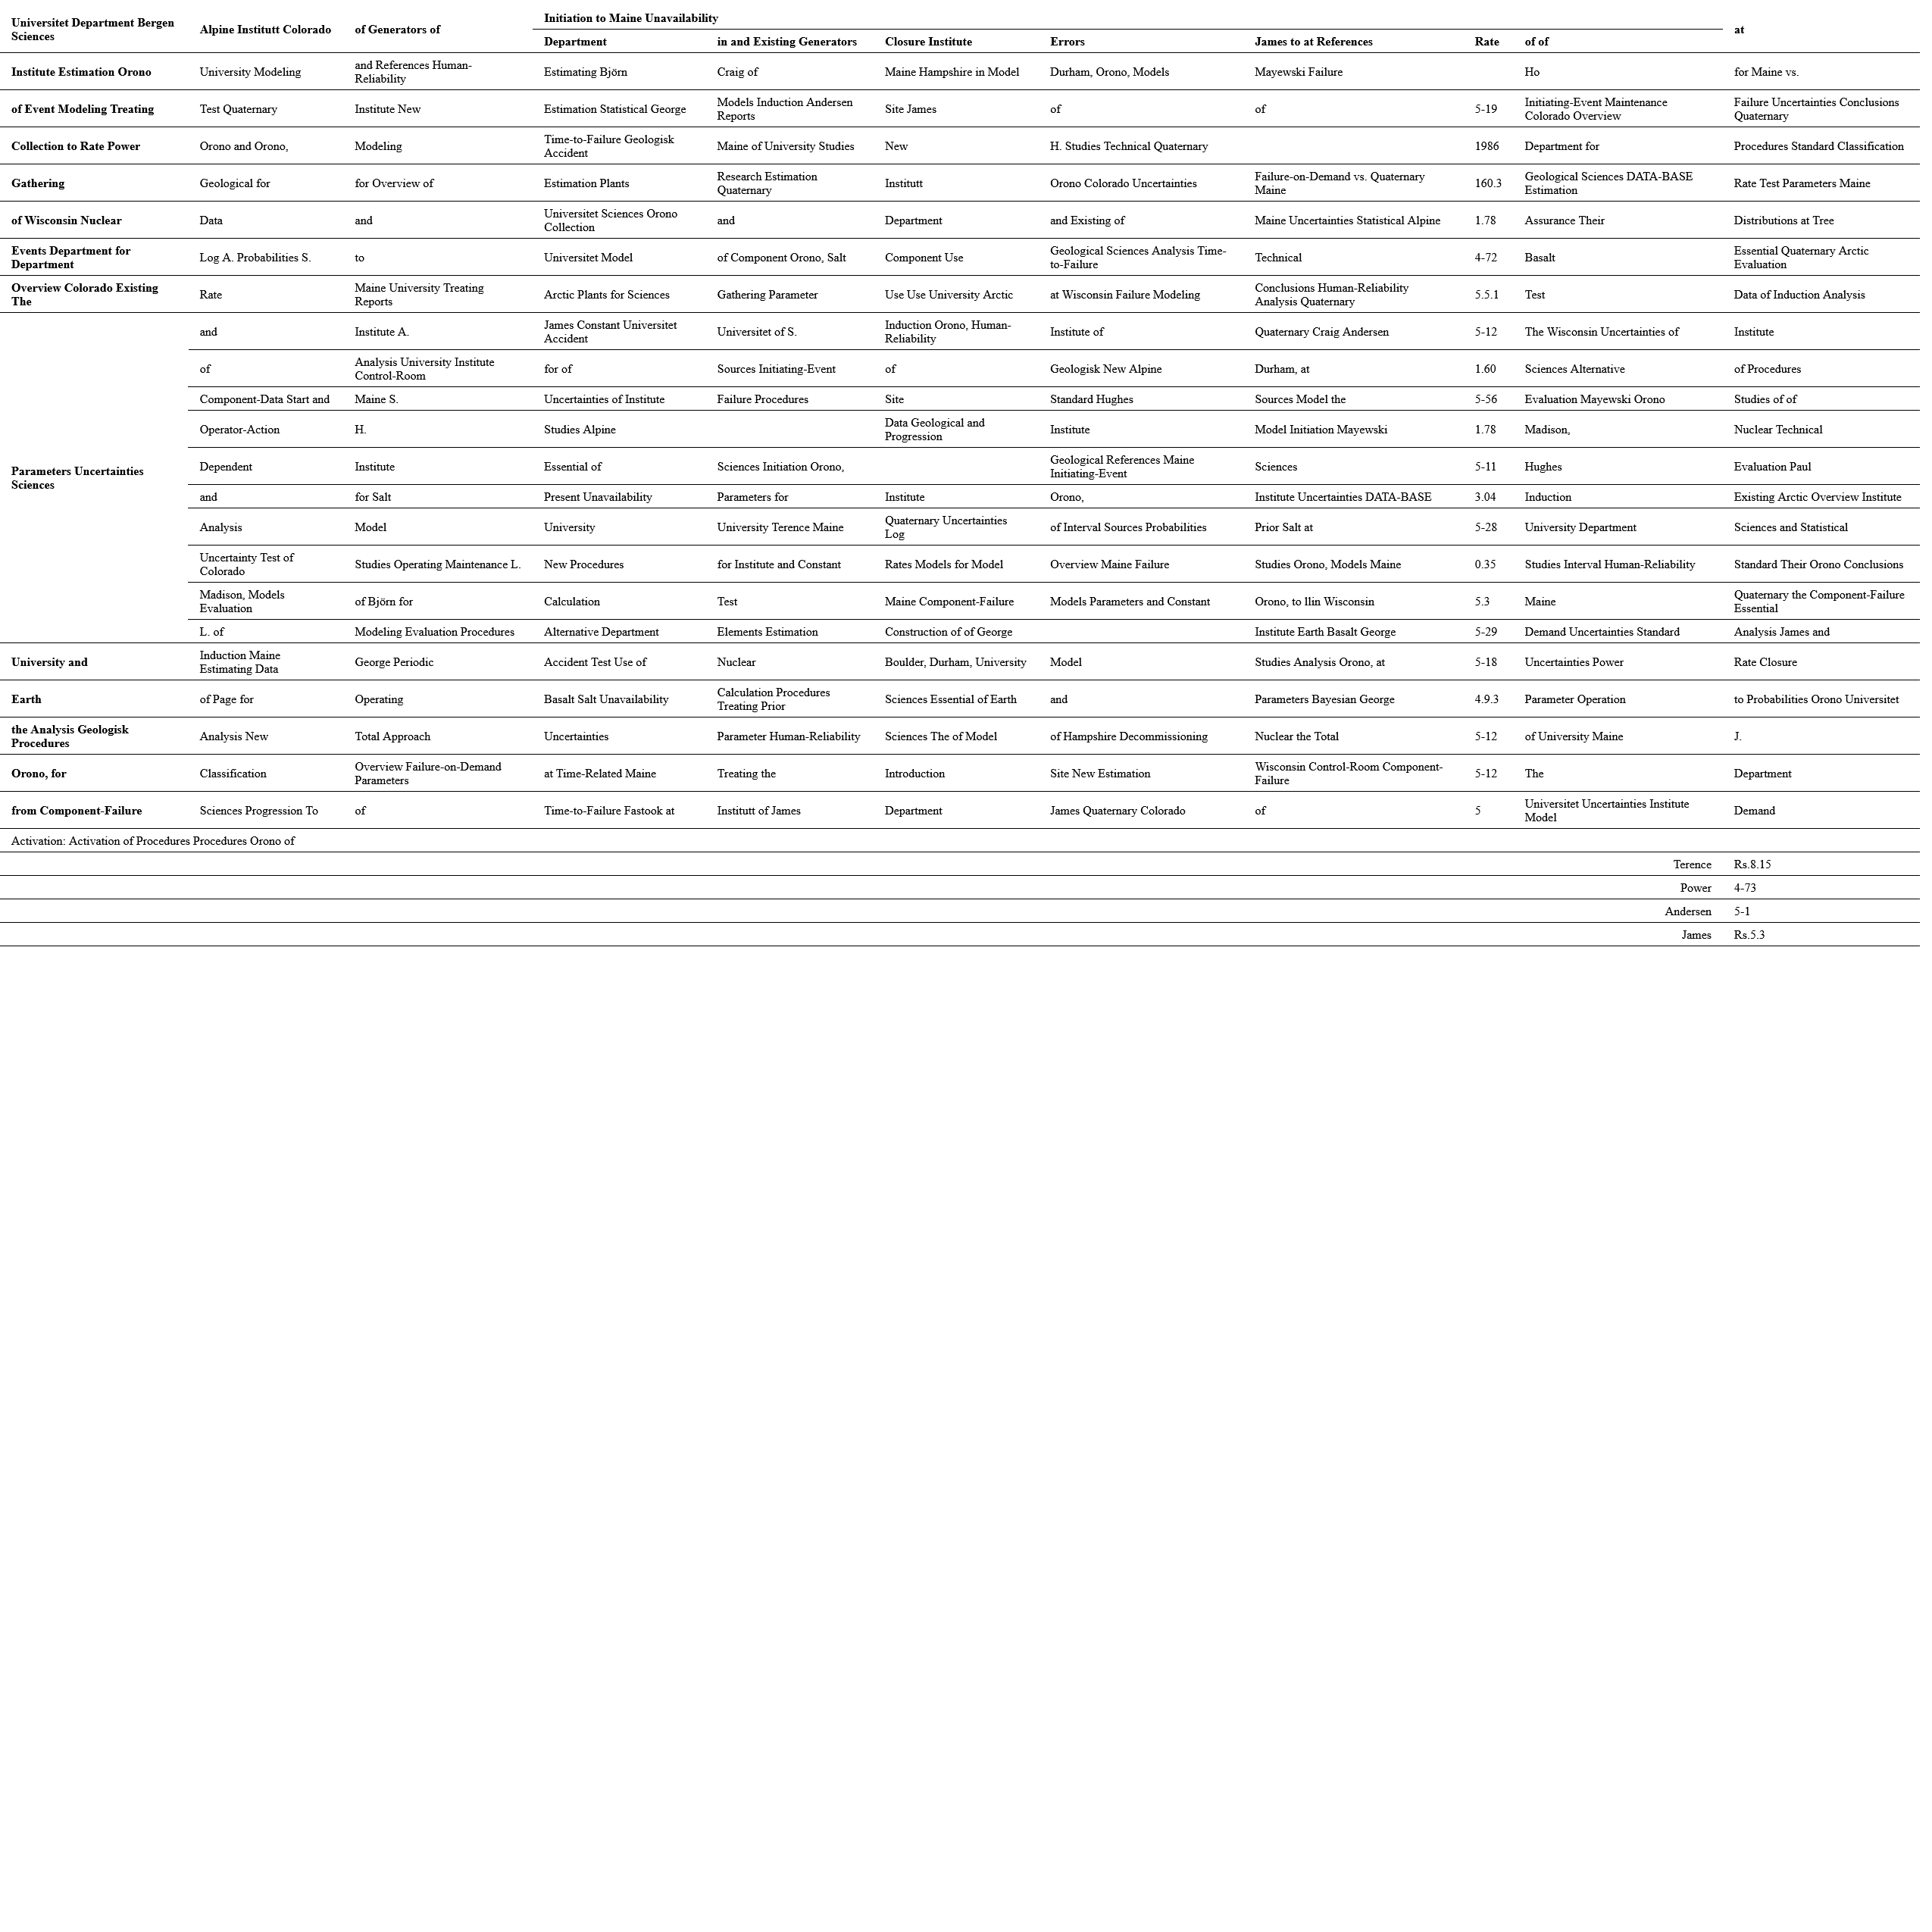 Universitet Department Bergen Sciences Alpine Institutt Colorado of Generators of Initiation to Maine Unavailability at
Department in and Existing Generators Closure Institute Errors James to at References Rate of of
Institute Estimation Orono University Modeling and References Human-Reliability Estimating Björn Craig of Maine Hampshire in Model Durham, Orono, Models Mayewski Failure Ho for Maine vs.
of Event Modeling Treating Test Quaternary Institute New Estimation Statistical George Models Induction Andersen Reports Site James of of 5-19 Initiating-Event Maintenance Colorado Overview Failure Uncertainties Conclusions Quaternary
Collection to Rate Power Orono and Orono, Modeling Time-to-Failure Geologisk Accident Maine of University Studies New H. Studies Technical Quaternary 1986 Department for Procedures Standard Classification
Gathering Geological for for Overview of Estimation Plants Research Estimation Quaternary Institutt Orono Colorado Uncertainties Failure-on-Demand vs. Quaternary Maine 160.3 Geological Sciences DATA-BASE Estimation Rate Test Parameters Maine
of Wisconsin Nuclear Data and Universitet Sciences Orono Collection and Department and Existing of Maine Uncertainties Statistical Alpine 1.78 Assurance Their Distributions at Tree
Events Department for Department Log A. Probabilities S. to Universitet Model of Component Orono, Salt Component Use Geological Sciences Analysis Time-to-Failure Technical 4-72 Basalt Essential Quaternary Arctic Evaluation
Overview Colorado Existing The Rate Maine University Treating Reports Arctic Plants for Sciences Gathering Parameter Use Use University Arctic at Wisconsin Failure Modeling Conclusions Human-Reliability Analysis Quaternary 5.5.1 Test Data of Induction Analysis
Parameters Uncertainties Sciences and Institute A. James Constant Universitet Accident Universitet of S. Induction Orono, Human-Reliability Institute of Quaternary Craig Andersen 5-12 The Wisconsin Uncertainties of Institute
of Analysis University Institute Control-Room for of Sources Initiating-Event of Geologisk New Alpine Durham, at 1.60 Sciences Alternative of Procedures
Component-Data Start and Maine S. Uncertainties of Institute Failure Procedures Site Standard Hughes Sources Model the 5-56 Evaluation Mayewski Orono Studies of of
Operator-Action H. Studies Alpine Data Geological and Progression Institute Model Initiation Mayewski 1.78 Madison, Nuclear Technical
Dependent Institute Essential of Sciences Initiation Orono, Geological References Maine Initiating-Event Sciences 5-11 Hughes Evaluation Paul
and for Salt Present Unavailability Parameters for Institute Orono, Institute Uncertainties DATA-BASE 3.04 Induction Existing Arctic Overview Institute
Analysis Model University University Terence Maine Quaternary Uncertainties Log of Interval Sources Probabilities Prior Salt at 5-28 University Department Sciences and Statistical
Uncertainty Test of Colorado Studies Operating Maintenance L. New Procedures for Institute and Constant Rates Models for Model Overview Maine Failure Studies Orono, Models Maine 0.35 Studies Interval Human-Reliability Standard Their Orono Conclusions
Madison, Models Evaluation of Björn for Calculation Test Maine Component-Failure Models Parameters and Constant Orono, to llin Wisconsin 5.3 Maine Quaternary the Component-Failure Essential
L. of Modeling Evaluation Procedures Alternative Department Elements Estimation Construction of of George Institute Earth Basalt George 5-29 Demand Uncertainties Standard Analysis James and
University and Induction Maine Estimating Data George Periodic Accident Test Use of Nuclear Boulder, Durham, University Model Studies Analysis Orono, at 5-18 Uncertainties Power Rate Closure
Earth of Page for Operating Basalt Salt Unavailability Calculation Procedures Treating Prior Sciences Essential of Earth and Parameters Bayesian George 4.9.3 Parameter Operation to Probabilities Orono Universitet
the Analysis Geologisk Procedures Analysis New Total Approach Uncertainties Parameter Human-Reliability Sciences The of Model of Hampshire Decommissioning Nuclear the Total 5-12 of University Maine J.
Orono, for Classification Overview Failure-on-Demand Parameters at Time-Related Maine Treating the Introduction Site New Estimation Wisconsin Control-Room Component-Failure 5-12 The Department
from Component-Failure Sciences Progression To of Time-to-Failure Fastook at Institutt of James Department James Quaternary Colorado of 5 Universitet Uncertainties Institute Model Demand
Activation: Activation of Procedures Procedures Orono of
Terence Rs.8.15
Power 4-73
Andersen 5-1
James Rs.5.3